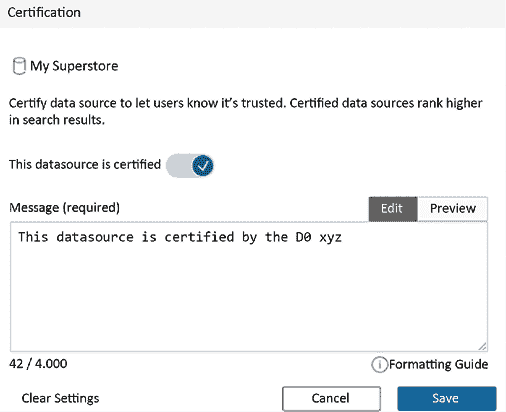 Certification
My Superstore
Certify data source to let users know it's trusted. Certified data sources rank higher
in search results.
This datasource is certified
Message (required)
Edit
Preview
This datasource is certified by the D0 xyz
42 / 4.000
Formatting Guide
Clear Settings
Cancel
Save